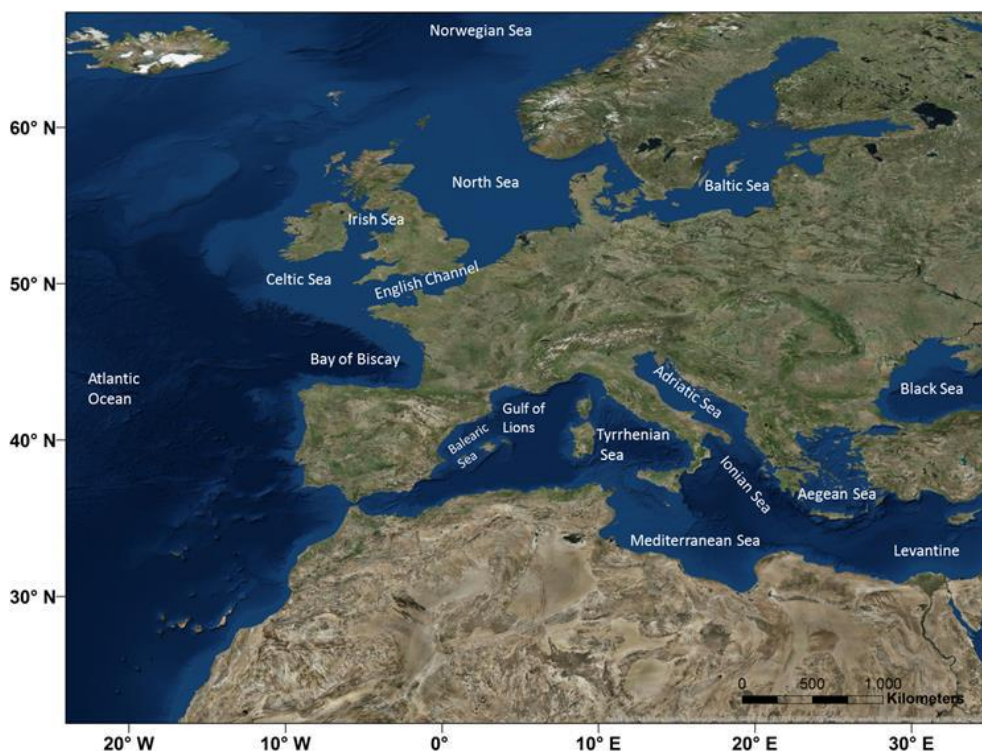 Norwegian Sea
60° N
North Sea
Baltic Sea
Irish Sea
Celtic Sea
English Channel
50° N
Bay of Biscay
Atlantic
Ocean
Adriatic Sea
Black Sea
Gulf of
Lions
40° N
Balearic
Sea
Tyrrhenian
Sea
Ionian Sea
Aegean Sea
Mediterranean Sea
Levantine
30° N
0 500 1,000
Kilometers
20° W 10° W 0° 10° E 20° E 30° E